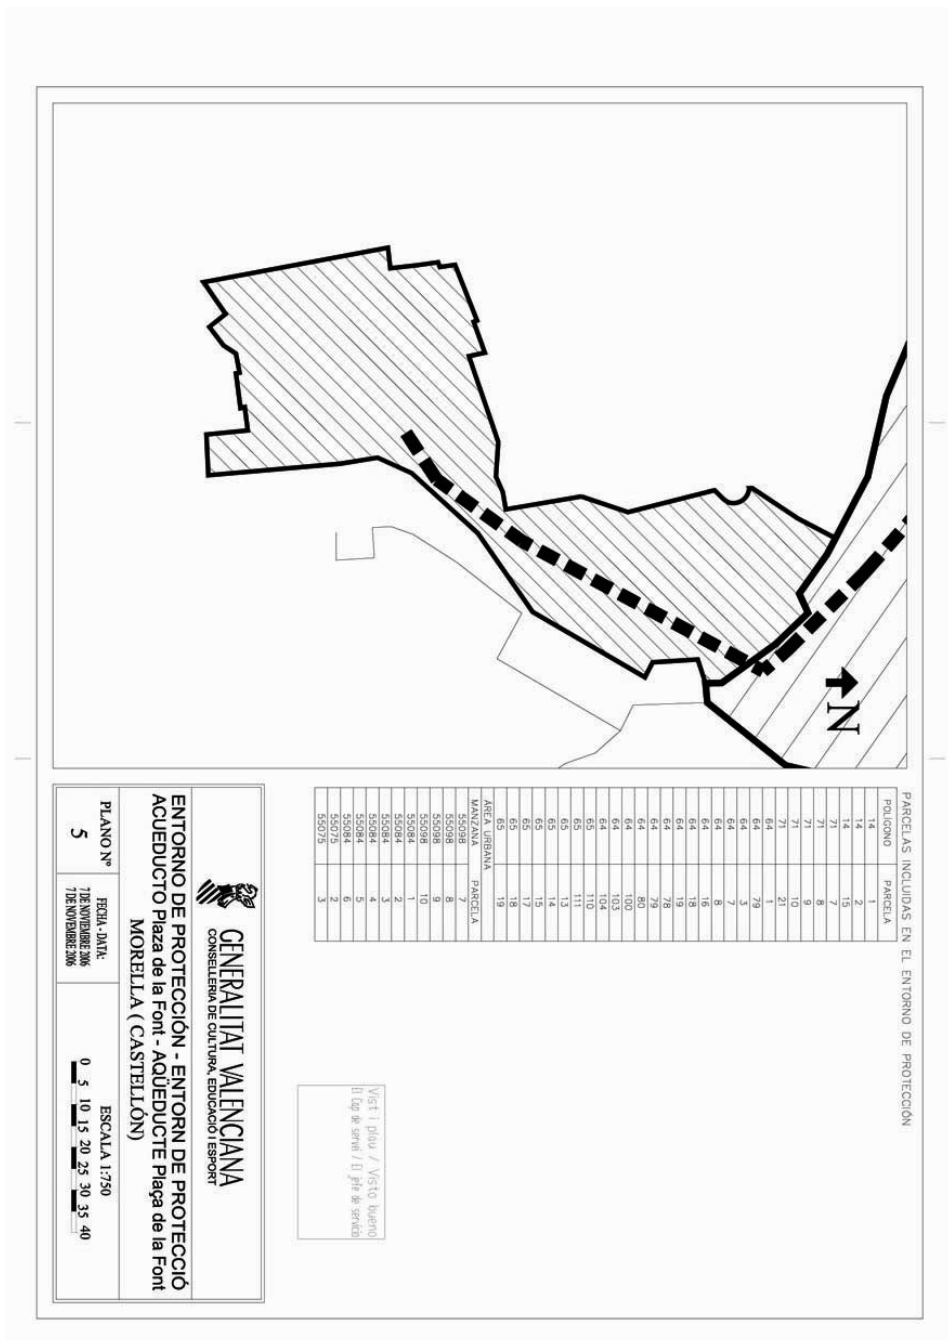 N
PARCELAS INCLUIDAS EN EL ENTORNO DE PROTECCIÓN
POLÍGONO PARCELA
14 1
14 2
14 15
71 7
71 8
71 9
71 10
71 21
64 1
64 79
64 3
64 7
64 8
64 16
64 18
64 19
64 78
64 79
64 80
64 100
64 103
64 104
65 110
65 111
65 13
65 14
65 15
65 17
65 18
65 19
ÁREA URBANA
MANZANA PARCELA
55098 7
55098 8
55098 9
55098 10
55084 1
55084 2
55084 3
55084 4
55084 5
55084 6
55075 2
55075 3
Vist i plau / Visto bueno
El Cap de servei / El jefe de servicio
GENERALITAT VALENCIANA
CONSELLERIA DE CULTURA, EDUCACIÓ I ESPORT
ENTORNO DE PROTECCIÓN - ENTORN DE PROTECCIÓ
ACUEDUCTO Plaza de la Font - AQÜEDUCTE Plaça de la Font
MORELLA ( CASTELLÓN)
PLANO Nº
5
FECHA - DATA:
7 DE NOVIEMBRE 2006
7 DE NOVEMBRE 2006
ESCALA 1:750
0 5 10 15 20 25 30 35 40